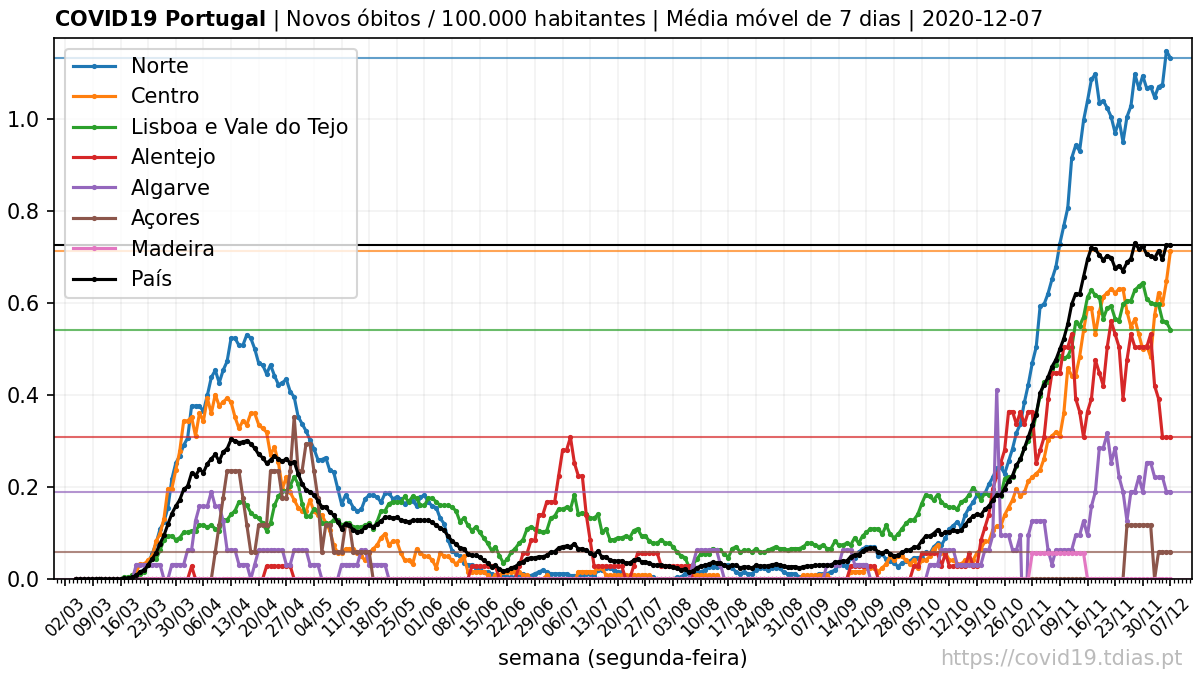 COVID19 Portugal | Novos óbitos / 100.000 habitantes | Média móvel de 7 dias | 2020-12-07
Norte
Centro
Lisboa e Vale do Tejo
Alentejo
Algarve
Açores
Madeira
País
1.0
0.8
0.6
0.4
0.2
0.0
02/03 09/03 16/03 23/03 30/03 06/04 13/04 20/04 27/04 04/05 11/05 18/05 25/05 01/06 08/06 15/06 22/06 29/06 06/07 13/07 20/07 27/07 03/08 10/08 17/08 24/08 31/08 07/09 14/09 21/09 28/09 05/10 12/10 19/10 26/10 02/11 09/11 16/11 23/11 30/11 07/12
semana (segunda-feira)
https://covid19.tdias.pt